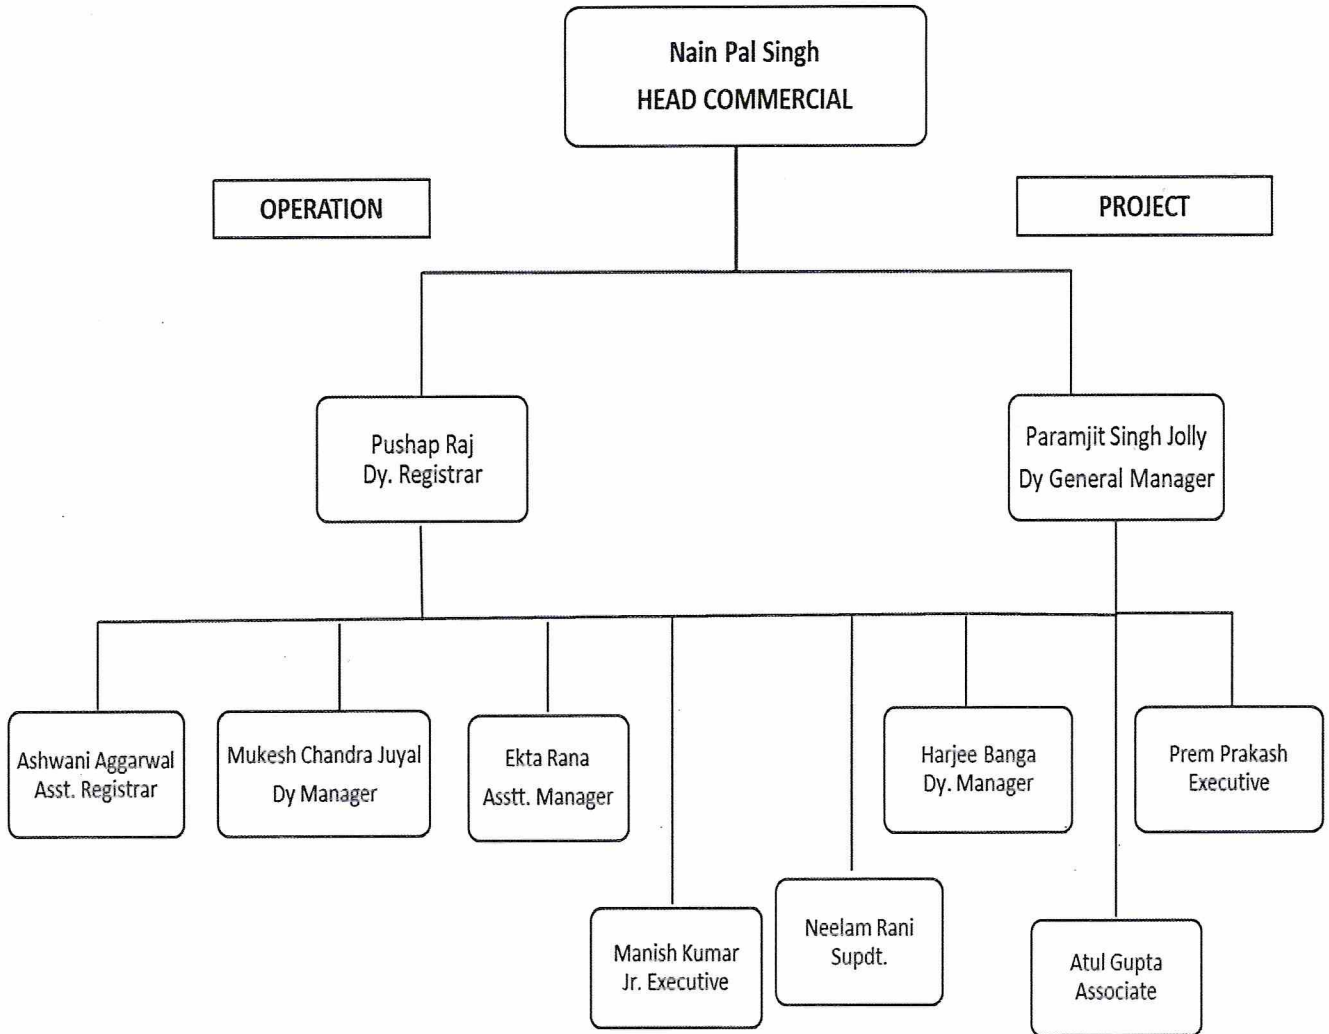 Nain Pal Singh
HEAD COMMERCIAL
OPERATION
PROJECT
Pushap Raj
Dy. Registrar
Paramjit Singh Jolly
Dy General Manager
Ashwani Aggarwal
Asst. Registrar
Mukesh Chandra Juyal
Dy Manager
Ekta Rana
Asstt. Manager
Harjee Banga
Dy. Manager
Prem Prakash
Executive
Manish Kumar
Jr. Executive
Neelam Rani
Supdt.
Atul Gupta
Associate